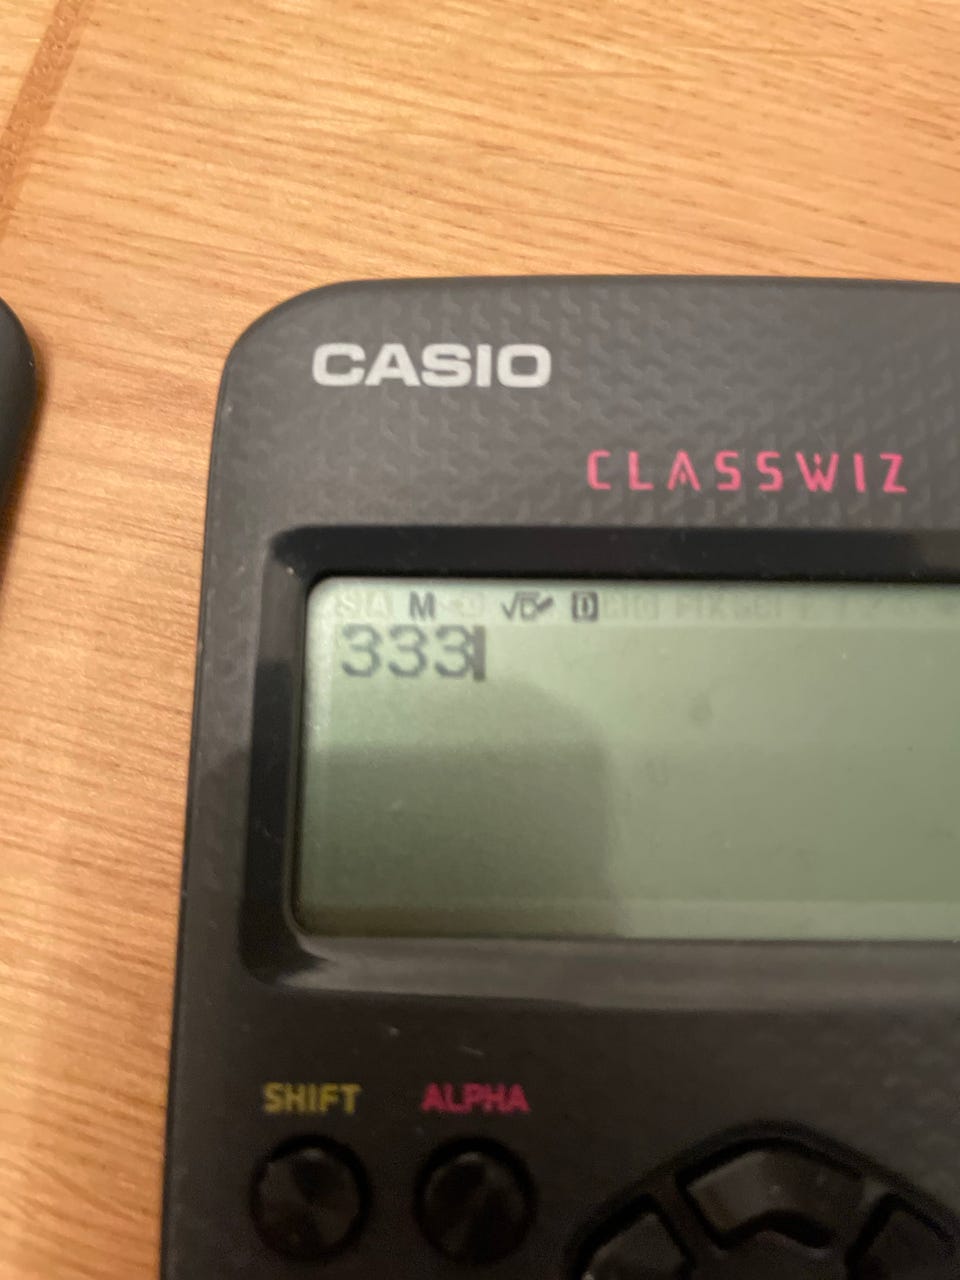 CASIO
CLASSWIZ
M √D/ D
333
SHIFT ALPHA